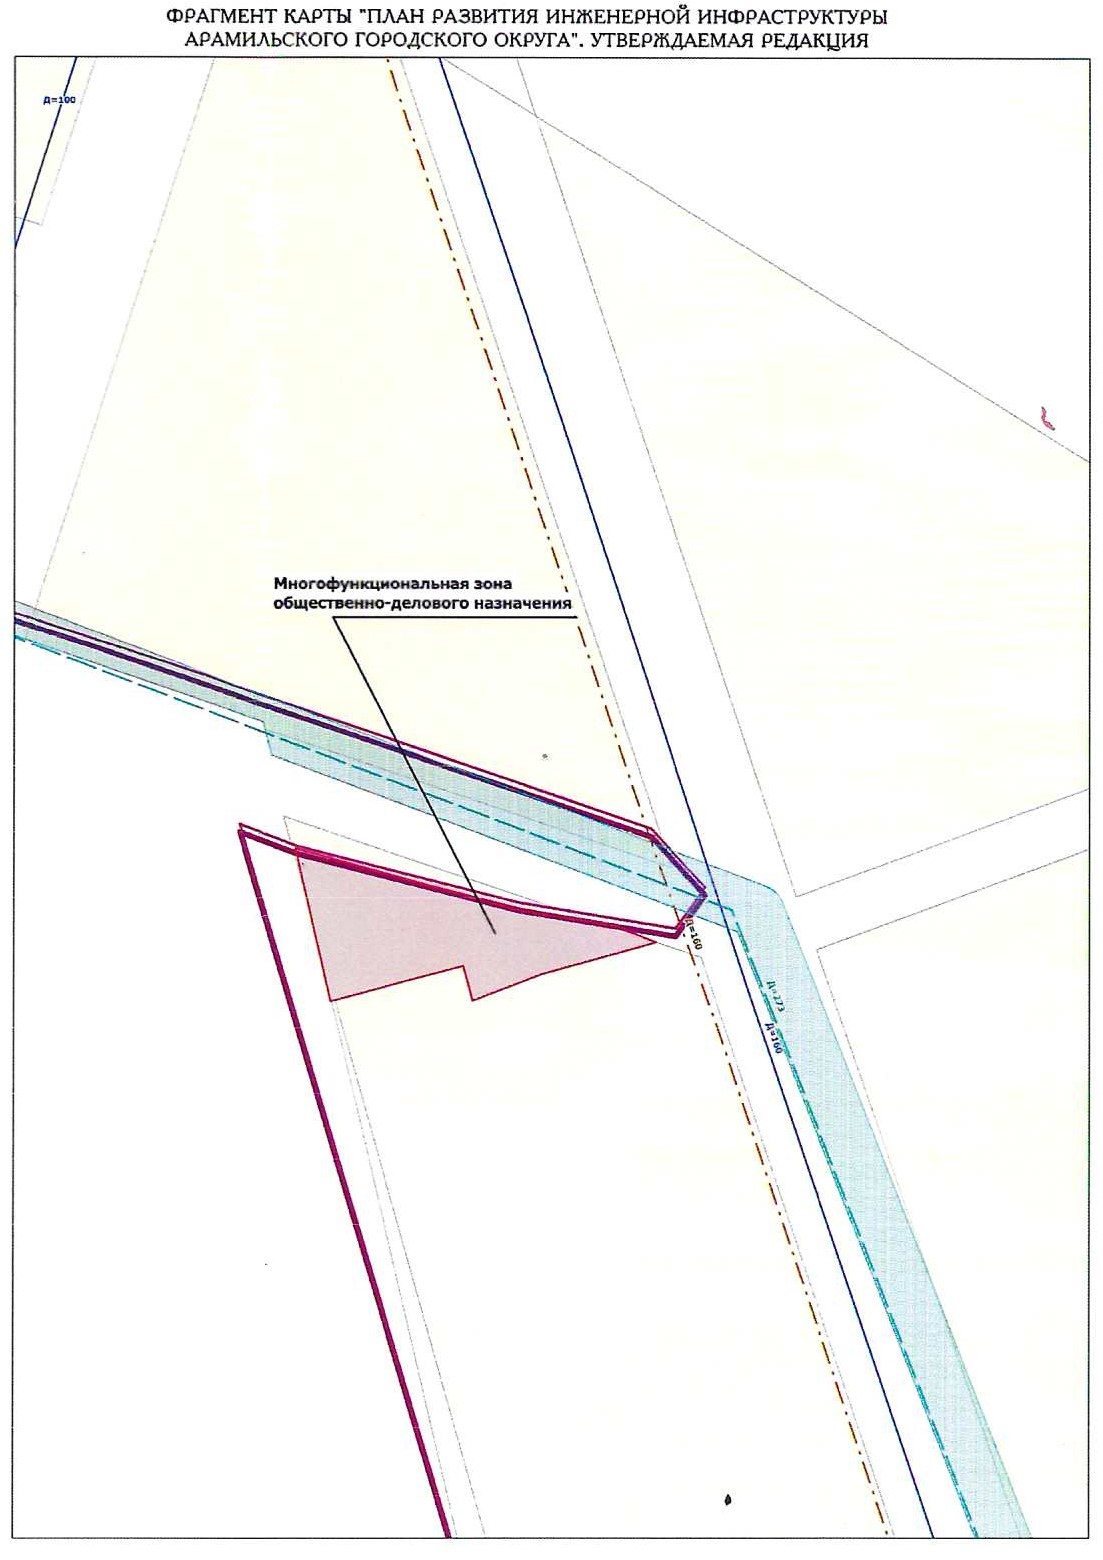 ФРАГМЕНТ КАРТЫ "ПЛАН РАЗВИТИЯ ИНЖЕНЕРНОЙ ИНФРАСТРУКТУРЫ
АРАМИЛЬСКОГО ГОРОДСКОГО ОКРУГА". УТВЕРЖДАЕМАЯ РЕДАКЦИЯ
Д=100
Многофункциональная зона
общественно-делового назначения
Д=160
Д=273
Д=160